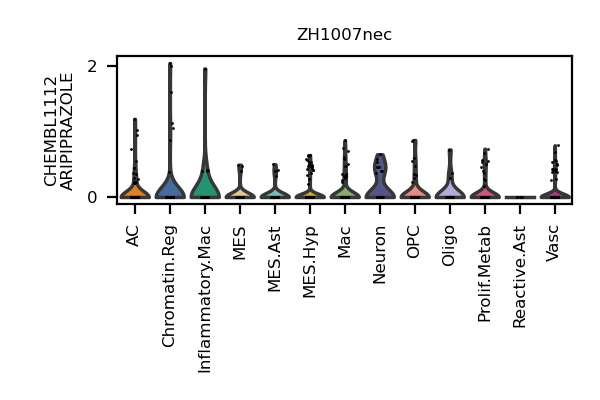 ZH1007nec
CHEMBL1112
ARIPIPRAZOLE
2
0
AC
Chromatin.Reg
Inflammatory.Mac
MES
MES.Ast
MES.Hyp
Mac
Neuron
OPC
Oligo
Prolif.Metab
Reactive.Ast
Vasc